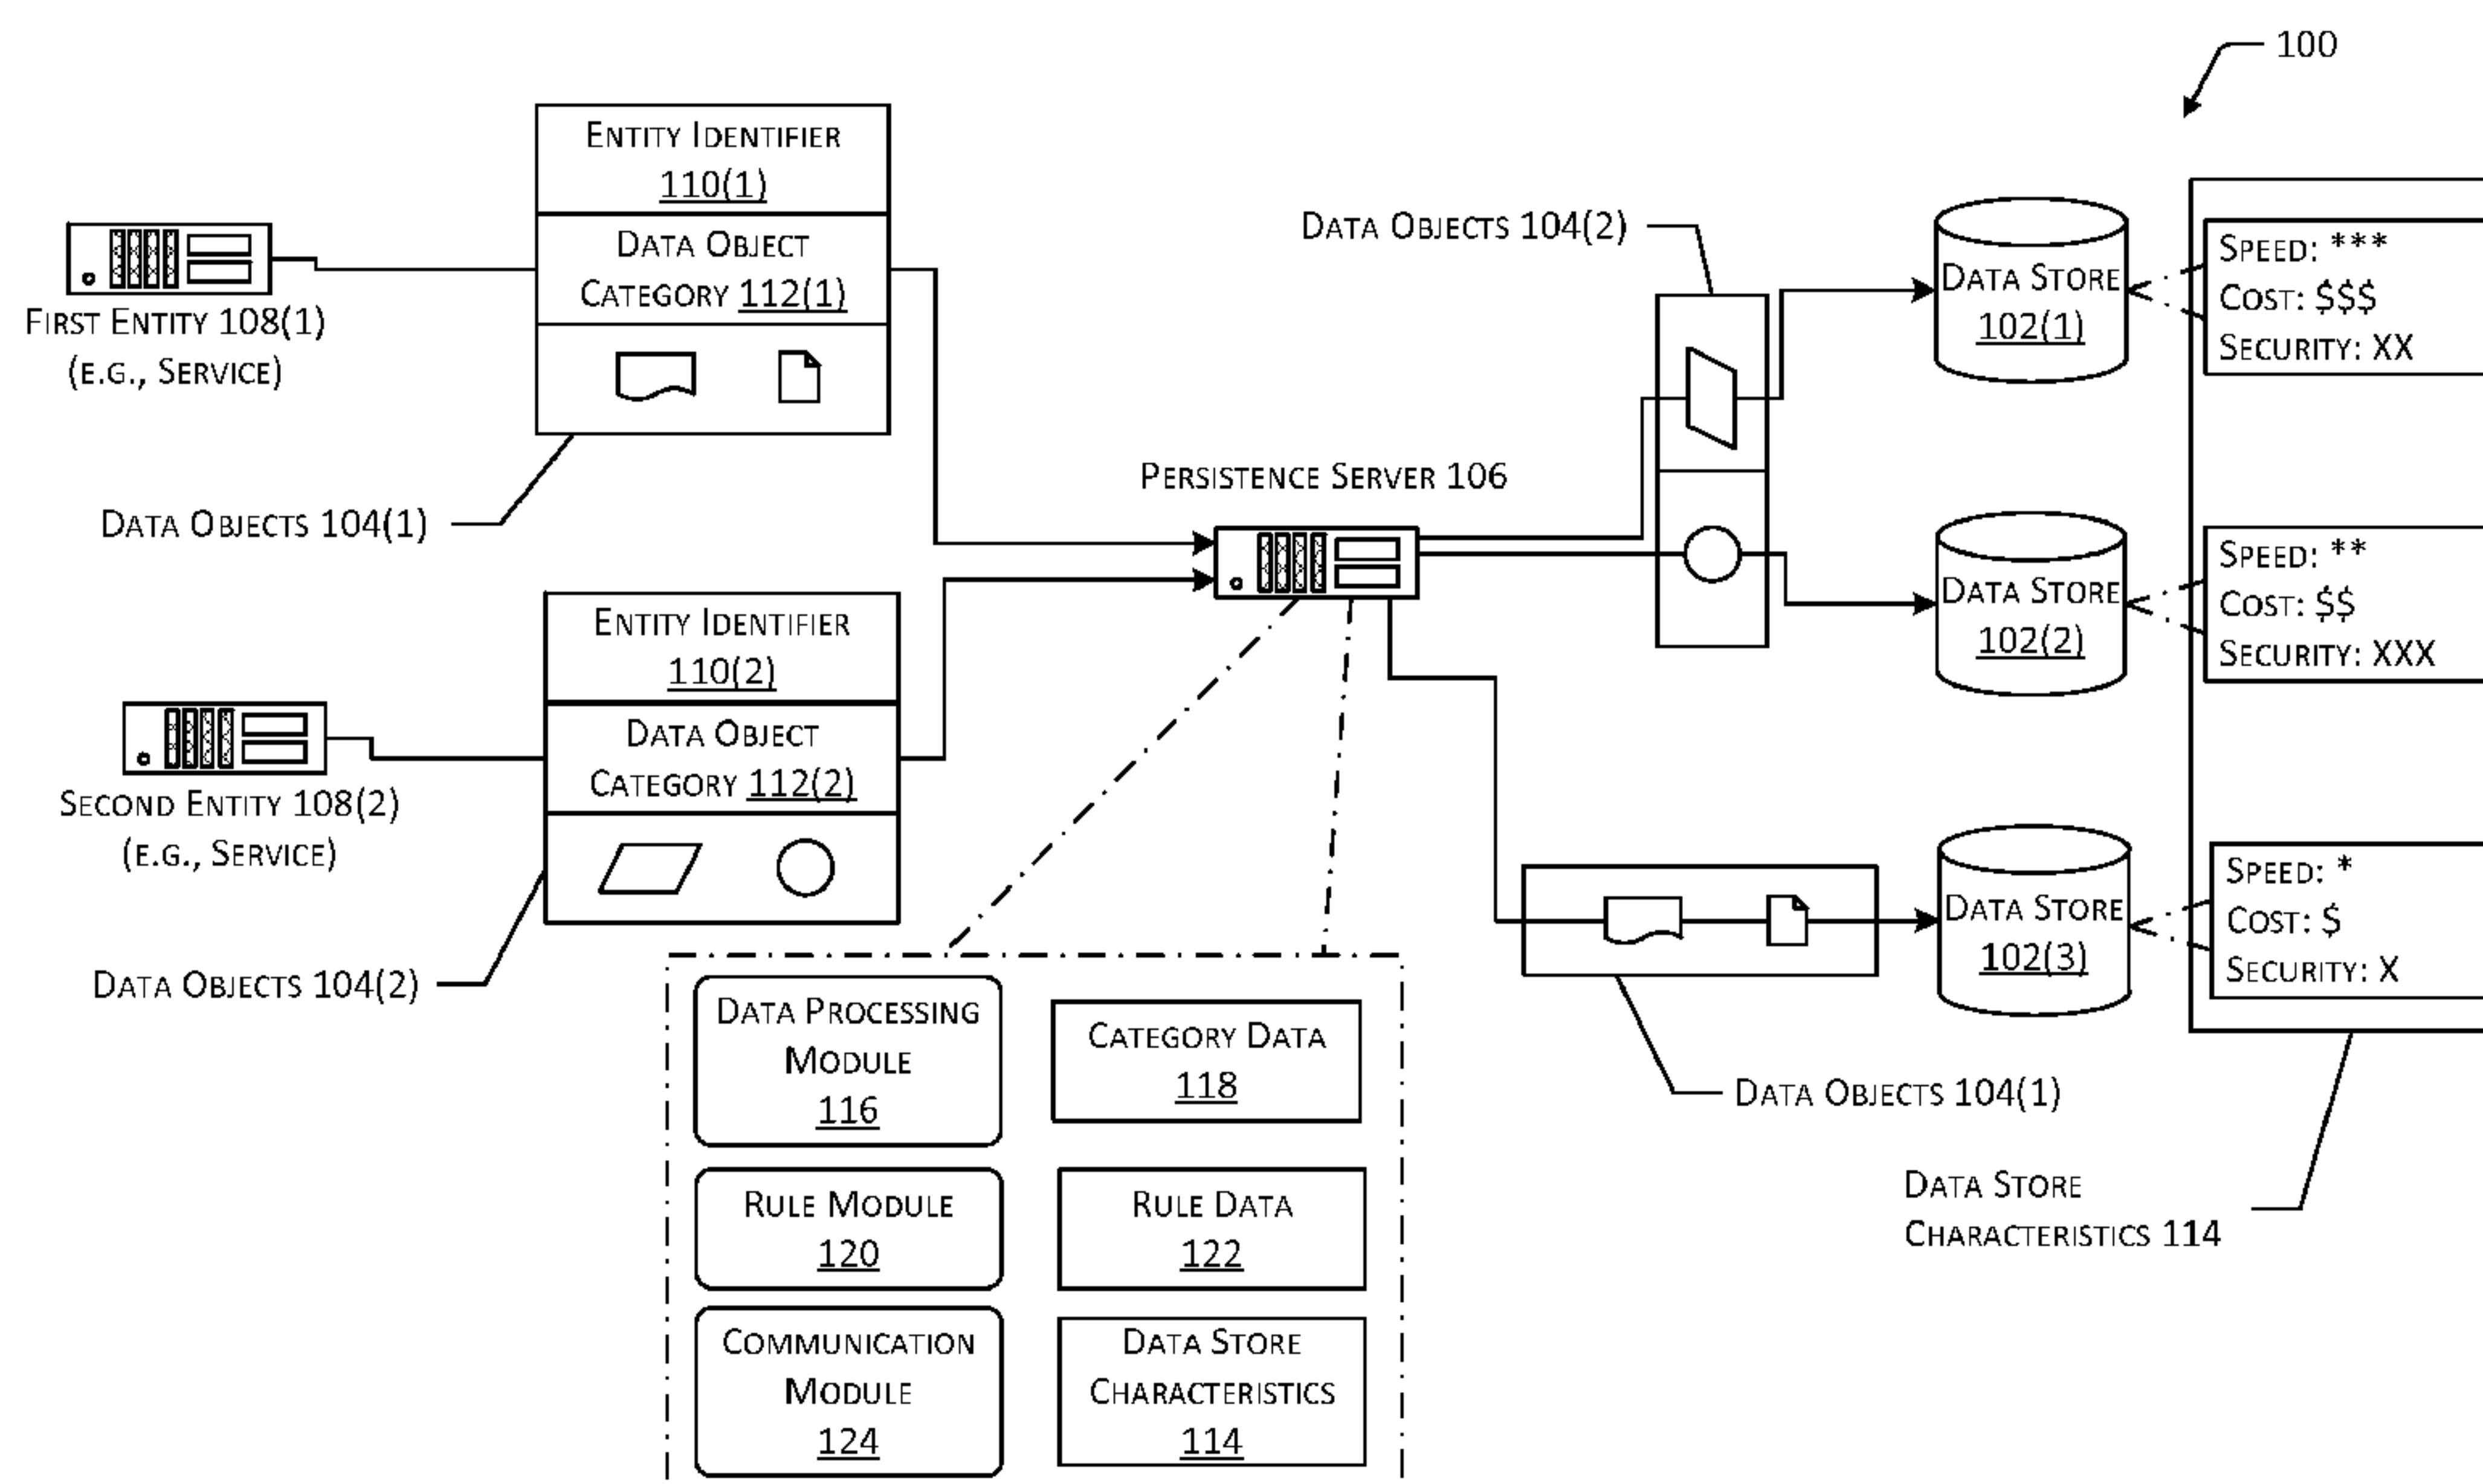 100
ENTITY IDENTIFIER
110(1)
DATA OBJECT
CATEGORY 112(1)
FIRST ENTITY 108(1)
(E.G., SERVICE)
DATA OBJECTS 104(1)
ENTITY IDENTIFIER
110(2)
DATA OBJECT
CATEGORY 112(2)
SECOND ENTITY 108(2)
(E.G., SERVICE)
DATA OBJECTS 104(2)
PERSISTENCE SERVER 106
DATA PROCESSING
MODULE
116
CATEGORY DATA
118
RULE MODULE
120
RULE DATA
122
COMMUNICATION
MODULE
124
DATA STORE
CHARACTERISTICS
114
DATA OBJECTS 104(2)
DATA STORE
102(1)
SPEED: ***
COST: $$$
SECURITY: XX
DATA STORE
102(2)
SPEED: **
COST: $$
SECURITY: XXX
DATA STORE
102(3)
SPEED: *
COST: $
SECURITY: X
DATA OBJECTS 104(1)
DATA STORE
CHARACTERISTICS 114